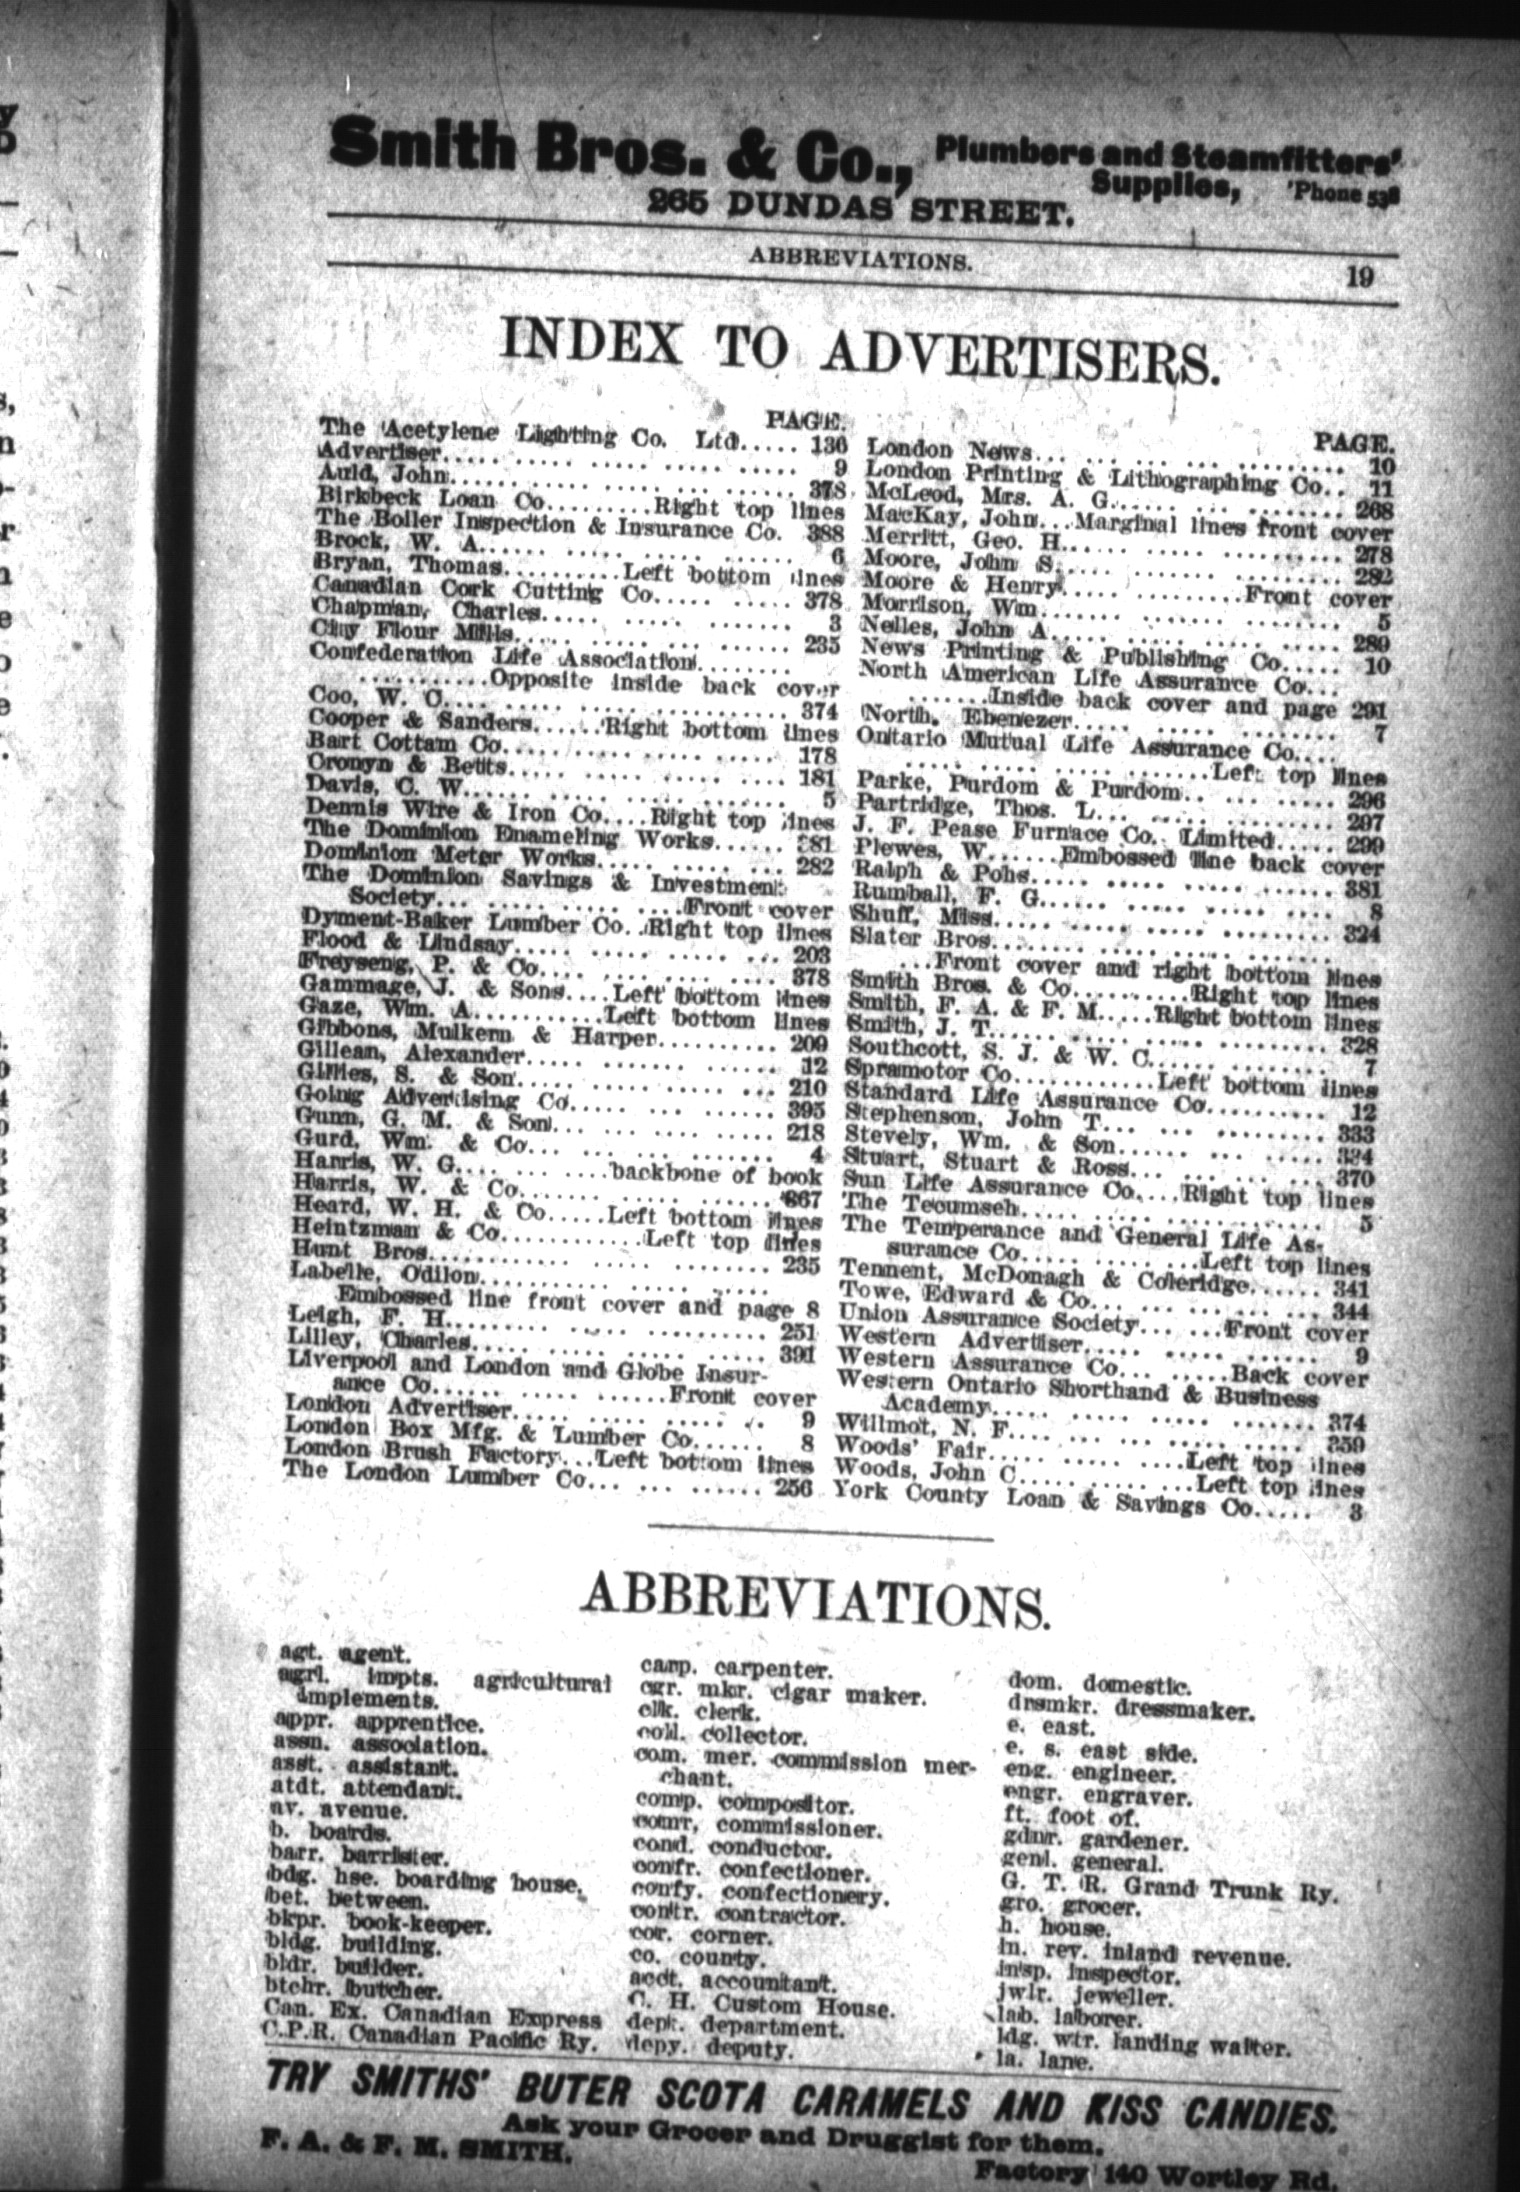 Smith Bros. & Co., Plumbers and Steamfitters'
Supplies, 'Phone 538
265 DUNDAS STREET.
ABBREVIATIONS. 19
INDEX TO ADVERTISERS.
PAGE.
The Acetylene Lighting Co. Ltd..... 136
Advertiser..... 9
Auld, John..... 378
Birkbeck Loan Co..........Right top lines
The Boiler Inspection & Insurance Co. 388
Brock, W. A..... 6
Bryan, Thomas..........Left bottom lines
Canadian Cork Cutting Co..... 378
Chapman, Charles..... 3
City Flour Mills..... 235
Confederation Life Association........
...........Opposite inside back cover
Coo, W. C..... 374
Cooper & Sanders......Right bottom lines
Bart Cottam Co..... 178
Cronyn & Betts..... 181
Davis, C. W..... 5
Dennis Wire & Iron Co....Right top lines
The Dominion Enameling Works...... 281
Dominion Meter Works..... 282
The Dominion Savings & Investment
Society... ..... .....Front cover
Dyment-Baker Lumber Co..Right top lines
Flood & Lindsay..... 203
Freyseng, P. & Co..... 378
Gammage, J. & Sons....Left bottom lines
Gaze, Wm. A...........Left bottom lines
Gibbons, Mulkern & Harper.......... 209
Gillean, Alexander..... 12
Gillies, S. & Son..... 210
Going Advertising Co..... 395
Gunn, G. M. & Son..... 218
Gurd, Wm. & Co..... 4
Harris, W. G.... ... .....backbone of book
Harris, W. & Co..... 367
Heard, W. H. & Co.....Left bottom lines
Heintzman & Co............Left top lines
Hunt Bros..... 235
Labelle, Odilon.....
Embossed line front cover and page 8
Leigh, F. H..... 251
Lilley, Charles..... 391
Liverpool and London and Globe Insur-
ance Co...... ..... ......Front cover
London Advertiser..... 9
London Box Mfg. & Lumber Co...... 8
London Brush Factory...Left bottom lines
The London Lumber Co..... 256
PAGE.
London News..... 10
London Printing & Lithographing Co.. 11
McLeod, Mrs. A. G..... 268
MacKay, John...Marginal lines front cover
Merritt, Geo. H..... 278
Moore, John S..... 282
Moore & Henry..... ..........Front cover
Morrison, Wm..... 5
Nelles, John A..... 289
News Printing & Publishing Co..... 10
North American Life Assurance Co...
.......Inside back cover and page 291
North, Ebenezer..... 7
Ontario Mutual Life Assurance Co....
..... ..... .......Left top lines
Parke, Purdom & Purdom..... 296
Partridge, Thos. L..... 297
J. F. Pease Furnace Co., Limited..... 299
Plewes, W......Embossed line back cover
Ralph & Pohs..... 381
Rumball, F. G..... 8
Shuff, Miss..... 324
Slater Bros.....
...Front cover and right bottom lines
Smith Bros. & Co..........Right top lines
Smith, F. A. & F. M.....Right bottom lines
Smith, J. T..... 328
Southcott, S. J. & W. C..... 7
Spramotor Co............Left bottom lines
Standard Life Assurance Co.......... 12
Stephenson, John T..... 333
Stevely, Wm. & Son..... 334
Stuart, Stuart & Ross..... 370
Sun Life Assurance Co....Right top lines
The Tecumseh..... 5
The Temperance and General Life As-
surance Co..... ..... .....Left top lines
Tennent, McDonagh & Coleridge...... 341
Towe, Edward & Co..... 344
Union Assurance Society... ...Front cover
Western Advertiser..... 9
Western Assurance Co... ......Back cover
Western Ontario Shorthand & Business
Academy..... 374
Willmot, N. F..... 359
Woods' Fair..... ..... .....Left top lines
Woods, John C..... ..... ...Left top lines
York County Loan & Savings Co..... 3
ABBREVIATIONS.
agt. agent.
agrl. impts. agricultural
implements.
appr. apprentice.
assn. association.
asst. assistant.
atdt. attendant.
av. avenue.
b. boards.
barr. barrister.
bdg. hse. boarding house.
bet. between.
bkpr. book-keeper.
bldg. building.
bldr. builder.
btchr. butcher.
Can. Ex. Canadian Express
C.P.R. Canadian Pacific Ry.
carp. carpenter.
cgr. mkr. cigar maker.
clk. clerk.
coll. collector.
com. mer. commission mer-
chant.
comp. compositor.
comr, commissioner.
cond. conductor.
confr. confectioner.
confy. confectionery.
contr. contractor.
cor. corner.
co. county.
acct. accountant.
C. H. Custom House.
dept. department.
depy. deputy.
dom. domestic.
drsmkr. dressmaker.
e. east.
e. s. east side.
eng. engineer.
engr. engraver.
ft. foot of.
gdnr. gardener.
genl. general.
G. T. R. Grand Trunk Ry.
gro. grocer.
h. house.
in. rev. inland revenue.
insp. inspector.
jwlr. jeweller.
lab. laborer.
ldg. wtr. landing waiter.
la. lane.
TRY SMITHS' BUTER SCOTA CARAMELS AND KISS CANDIES.
Ask your Grocer and Druggist for them.
F. A. & F. M. SMITH. Factory 140 Wortley Rd.